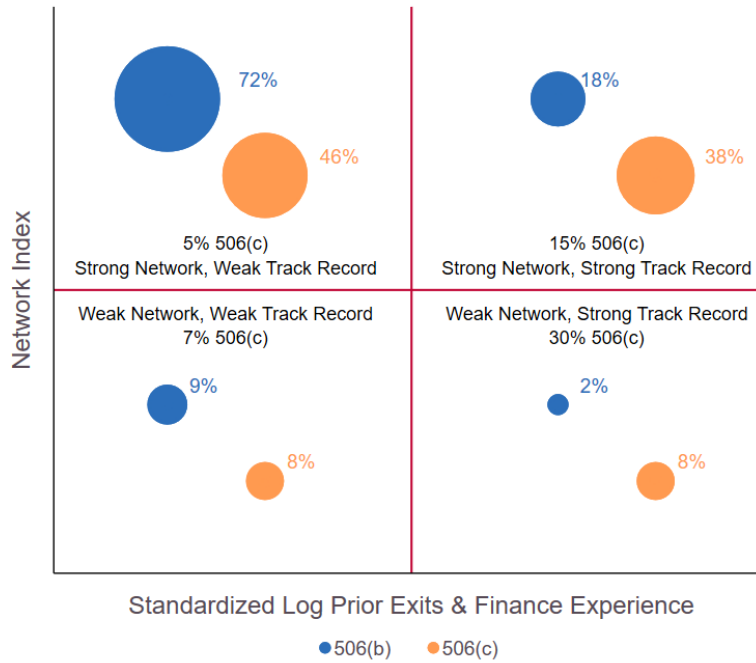 72%
18%
46%
38%
5% 506(c)
Strong Network, Weak Track Record
15% 506(c)
Strong Network, Strong Track Record
Network Index
Weak Network, Weak Track Record
7% 506(c)
Weak Network, Strong Track Record
30% 506(c)
9%
2%
8%
8%
Standardized Log Prior Exits & Finance Experience
506(b)
506(c)